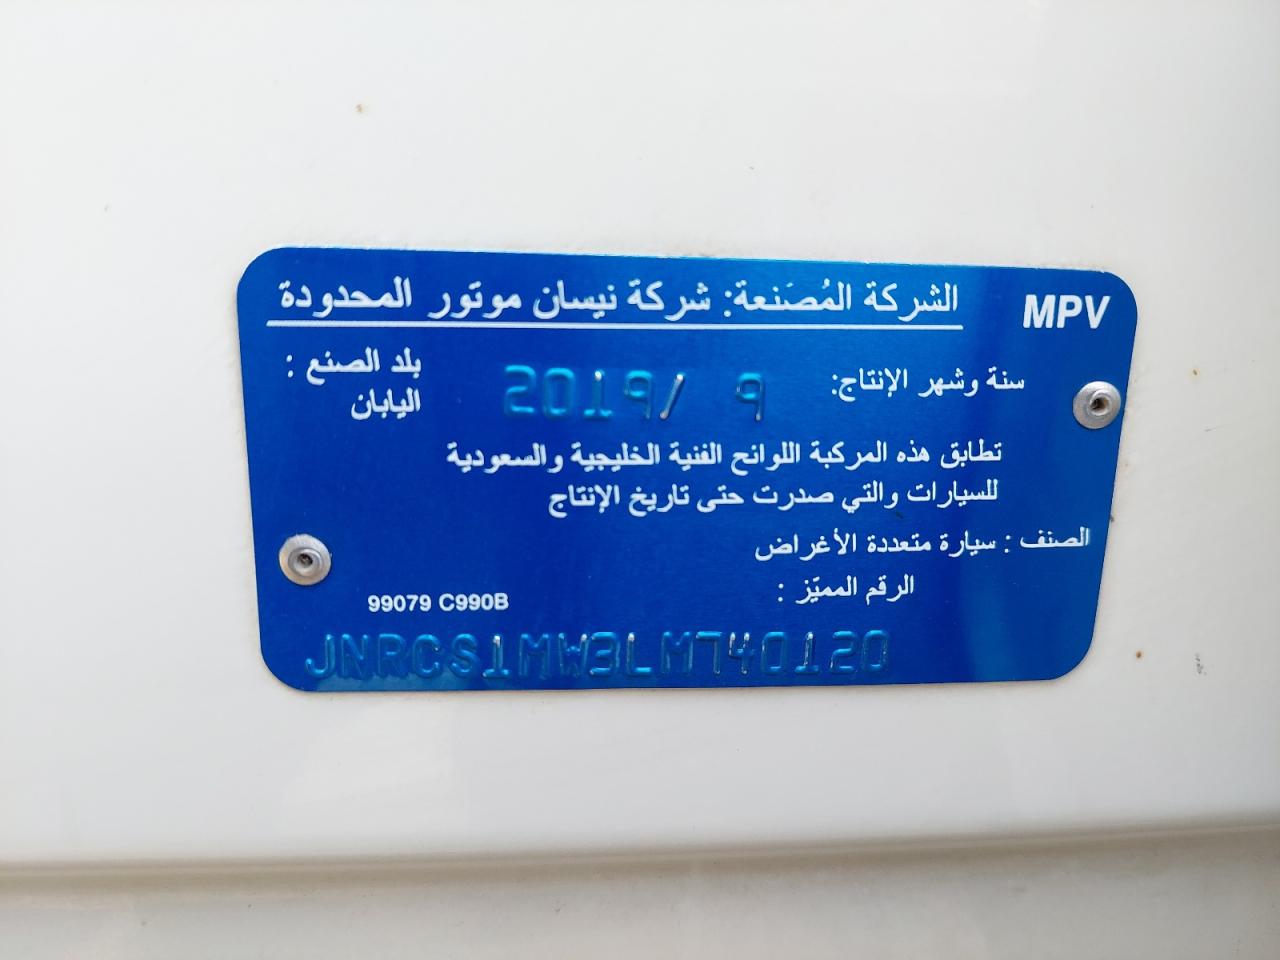 MPV
الشركة المُصَنعة: شركة نيسان موتور المحدودة
سنة وشهر الإنتاج: 2019/ 9
بلد الصنع :
اليابان
تطابق هذه المركبة اللوائح الفنية الخليجية والسعودية
للسيارات والتي صدرت حتى تاريخ الإنتاج
الصنف : سيارة متعددة الأغراض
الرقم المميّز :
99079 C990B
JNRCS1MW3LM740120